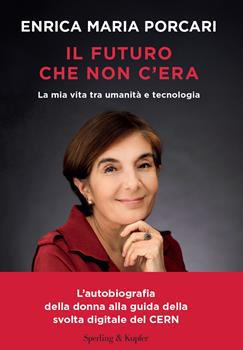 ENRICA MARIA PORCARI
IL FUTURO
CHE NON C'ERA
La mia vita tra umanità e tecnologia
L'autobiografia
della donna alla guida della
svolta digitale del CERN
Sperling & Kupfer